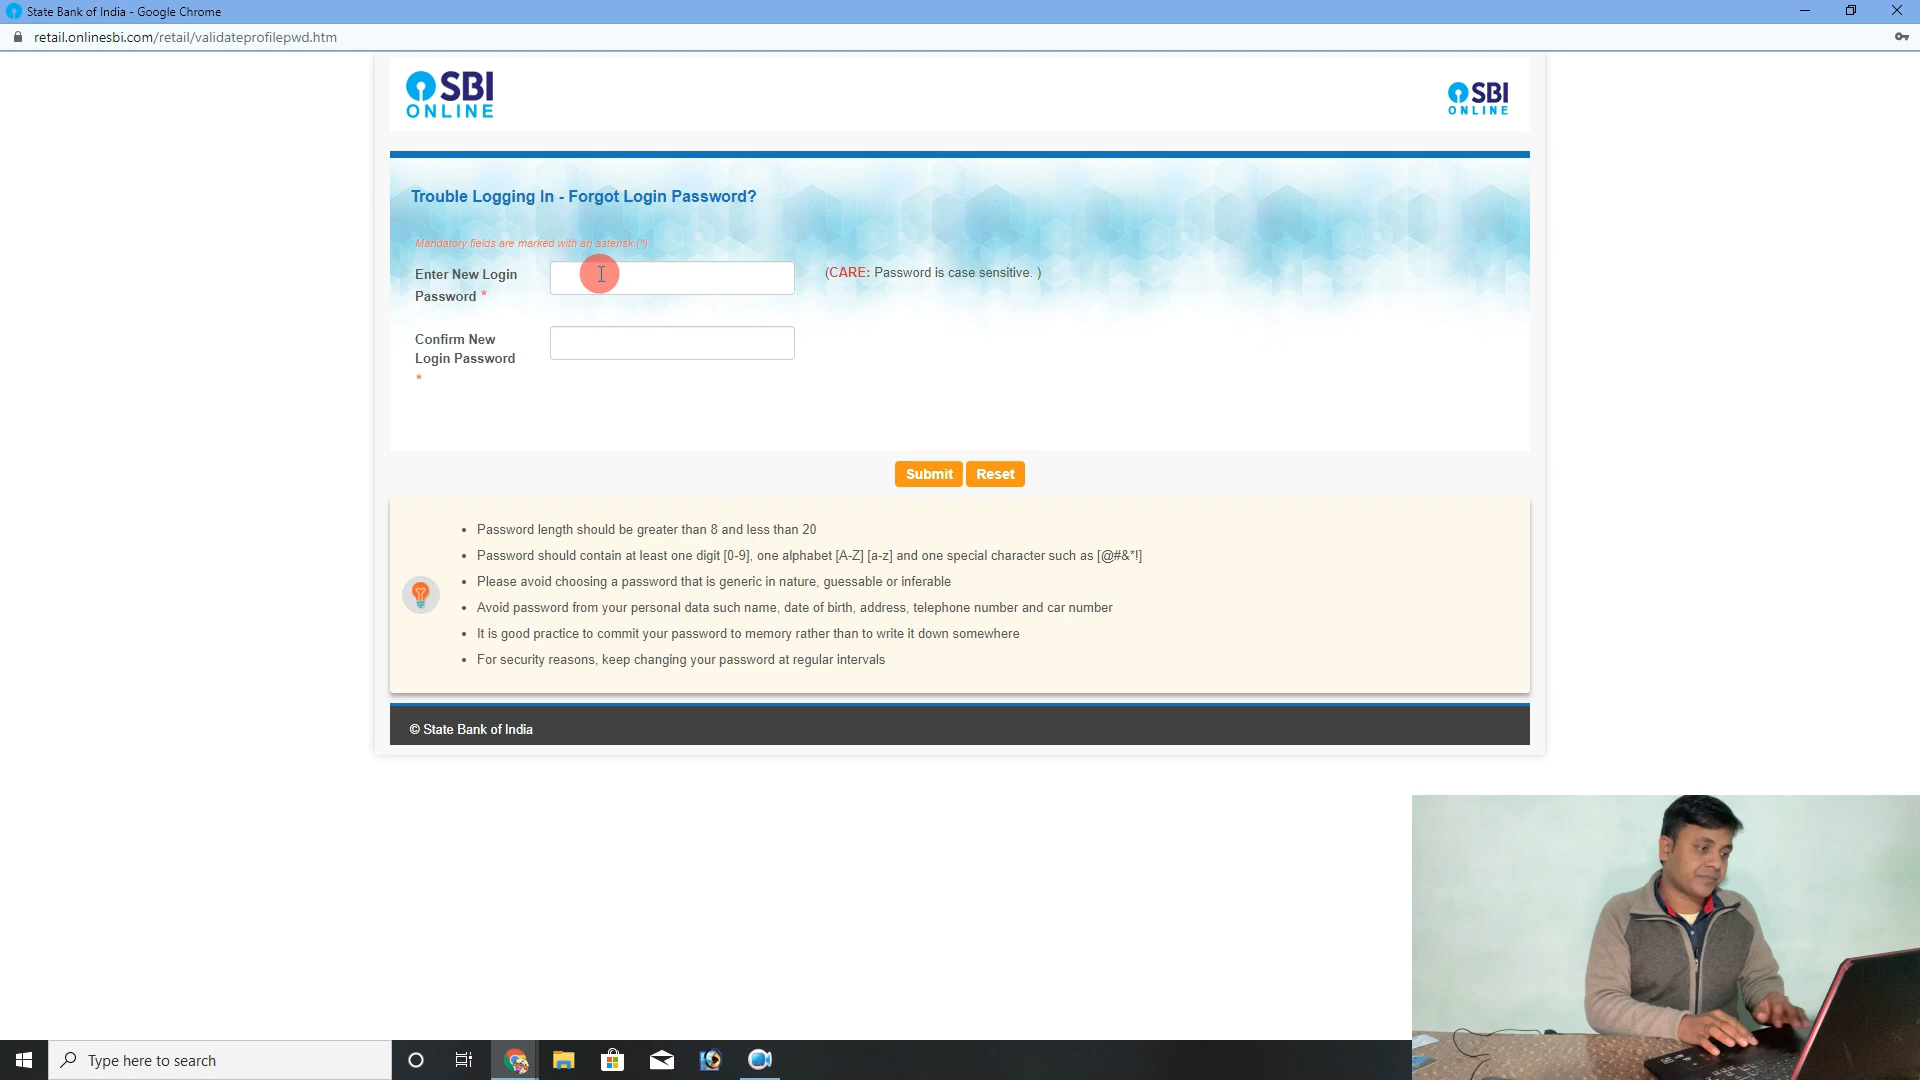 State Bank of India - Google Chrome
retail.onlinesbi.com/retail/validateprofilepwd.htm
SBI
ONLINE
SBI
ONLINE
Trouble Logging In - Forgot Login Password?
Mandatory fields are marked with an asterisk (*)
Enter New Login
Password *
(CARE: Password is case sensitive. )
Confirm New
Login Password
*
Submit
Reset
• Password length should be greater than 8 and less than 20
• Password should contain at least one digit [0-9], one alphabet [A-Z] [a-z] and one special character such as [@#&*!]
• Please avoid choosing a password that is generic in nature, guessable or inferable
• Avoid password from your personal data such name, date of birth, address, telephone number and car number
• It is good practice to commit your password to memory rather than to write it down somewhere
• For security reasons, keep changing your password at regular intervals
© State Bank of India
Type here to search